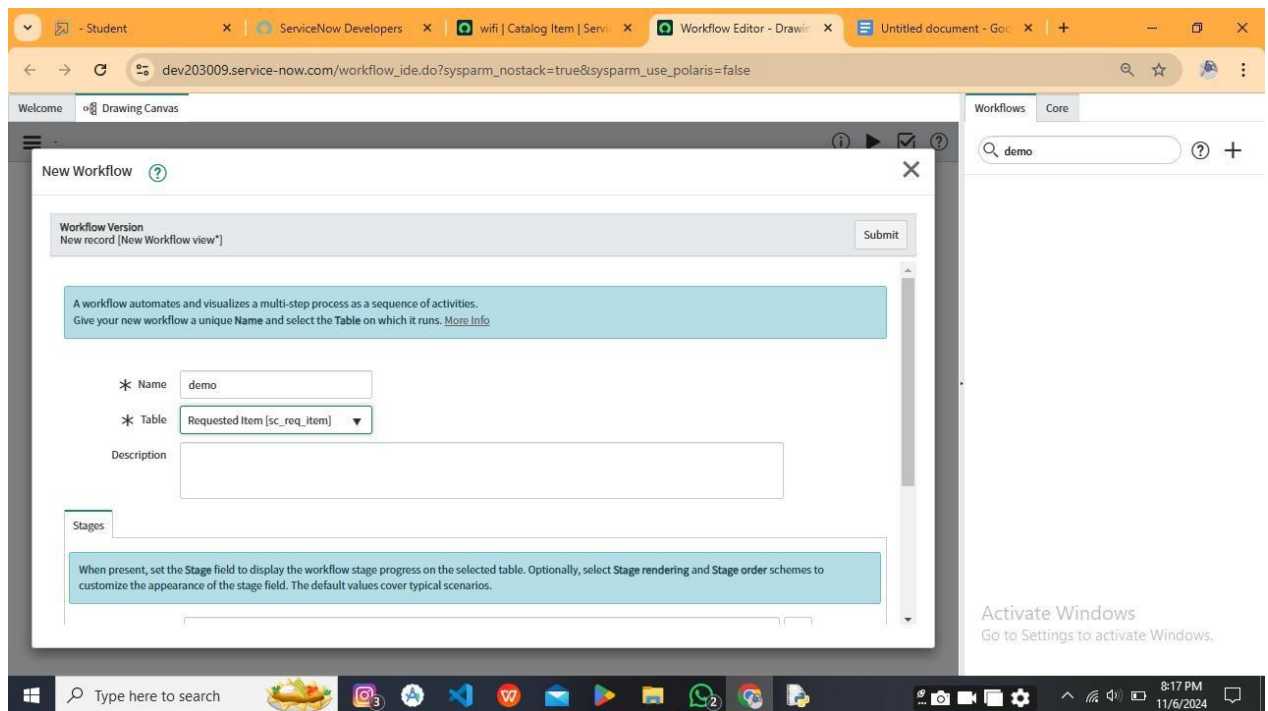 - Student
ServiceNow Developers
wifi | Catalog Item | Servi
Workflow Editor - Drawin
Untitled document - Goo
dev203009.service-now.com/workflow_ide.do?sysparm_nostack=true&sysparm_use_polaris=false
Welcome
Drawing Canvas
Workflows
Core
demo
New Workflow
Workflow Version
New record [New Workflow view*]
Submit
A workflow automates and visualizes a multi-step process as a sequence of activities.
Give your new workflow a unique Name and select the Table on which it runs. More Info
Name
demo
Table
Requested Item [sc_req_item]
Description
Stages
When present, set the Stage field to display the workflow stage progress on the selected table. Optionally, select Stage rendering and Stage order schemes to
customize the appearance of the stage field. The default values cover typical scenarios.
Activate Windows
Go to Settings to activate Windows.
Type here to search
3
2
8:17 PM
11/6/2024